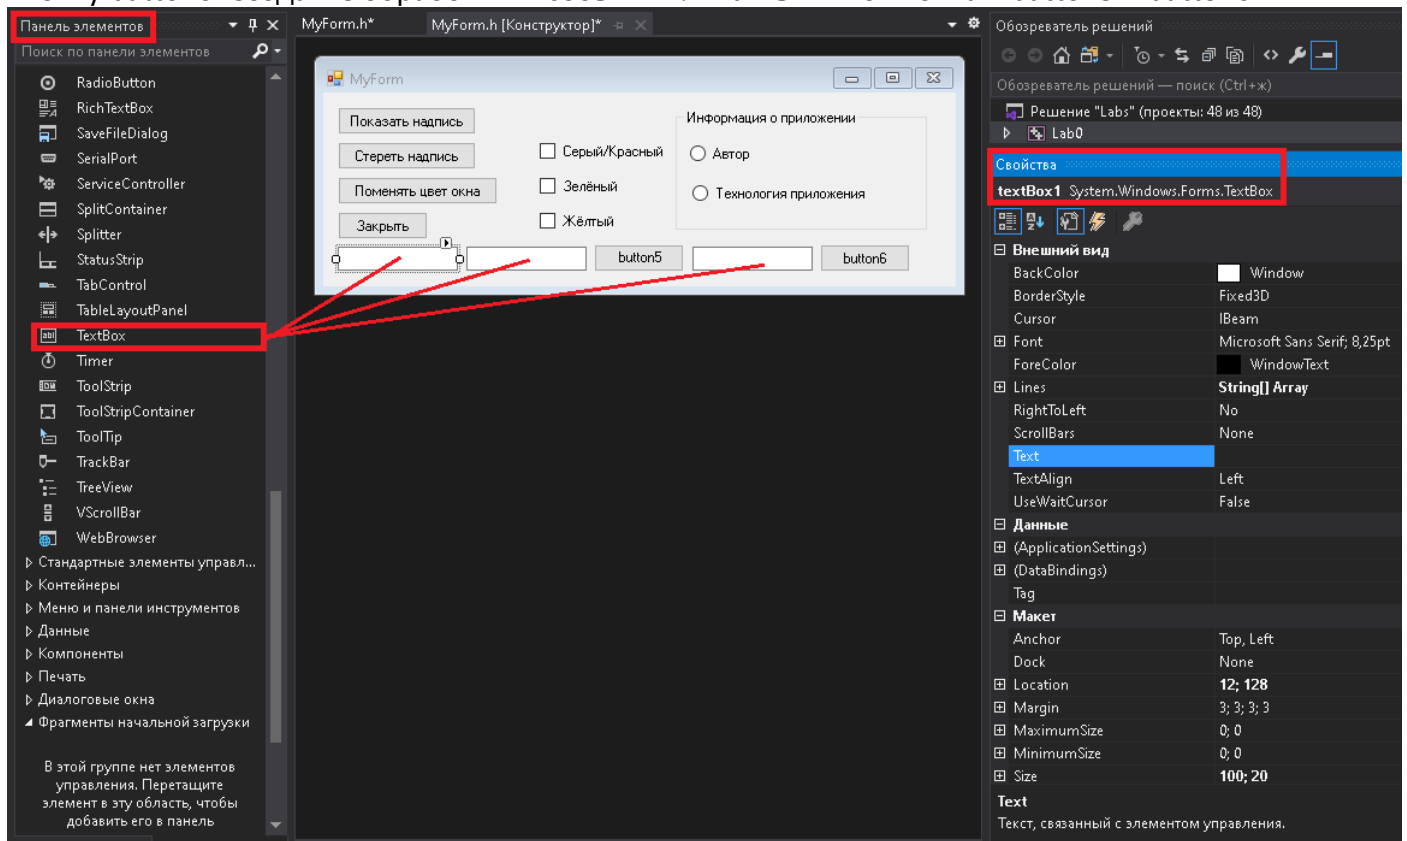 Панель элементов
MyForm.h*
MyForm.h [Конструктор]*
Обозреватель решений
Поиск по панели элементов
RadioButton
RichTextBox
SaveFileDialog
SerialPort
ServiceController
SplitContainer
Splitter
StatusStrip
TabControl
TableLayoutPanel
TextBox
Timer
ToolStrip
ToolStripContainer
ToolTip
TrackBar
TreeView
VScrollBar
WebBrowser
Стандартные элементы управл...
Контейнеры
Меню и панели инструментов
Данные
Компоненты
Печать
Диалоговые окна
Фрагменты начальной загрузки
В этой группе нет элементов
управления. Перетащите
элемент в эту область, чтобы
добавить его в панель
MyForm
Показать надпись
Стереть надпись
Поменять цвет окна
Закрыть
Серый/Красный
Зелёный
Жёлтый
Информация о приложении
Автор
Технология приложения
button5
button6
Обозреватель решений — поиск (Ctrl+ж)
Решение "Labs" (проекты: 48 из 48)
Lab0
Свойства
textBox1 System.Windows.Forms.TextBox
Внешний вид
BackColor Window
BorderStyle Fixed3D
Cursor IBeam
Font Microsoft Sans Serif; 8,25pt
ForeColor WindowText
Lines String[] Array
RightToLeft No
ScrollBars None
Text
TextAlign Left
UseWaitCursor False
Данные
(ApplicationSettings)
(DataBindings)
Tag
Макет
Anchor Top, Left
Dock None
Location 12; 128
Margin 3; 3; 3; 3
MaximumSize 0; 0
MinimumSize 0; 0
Size 100; 20
Text
Текст, связанный с элементом управления.